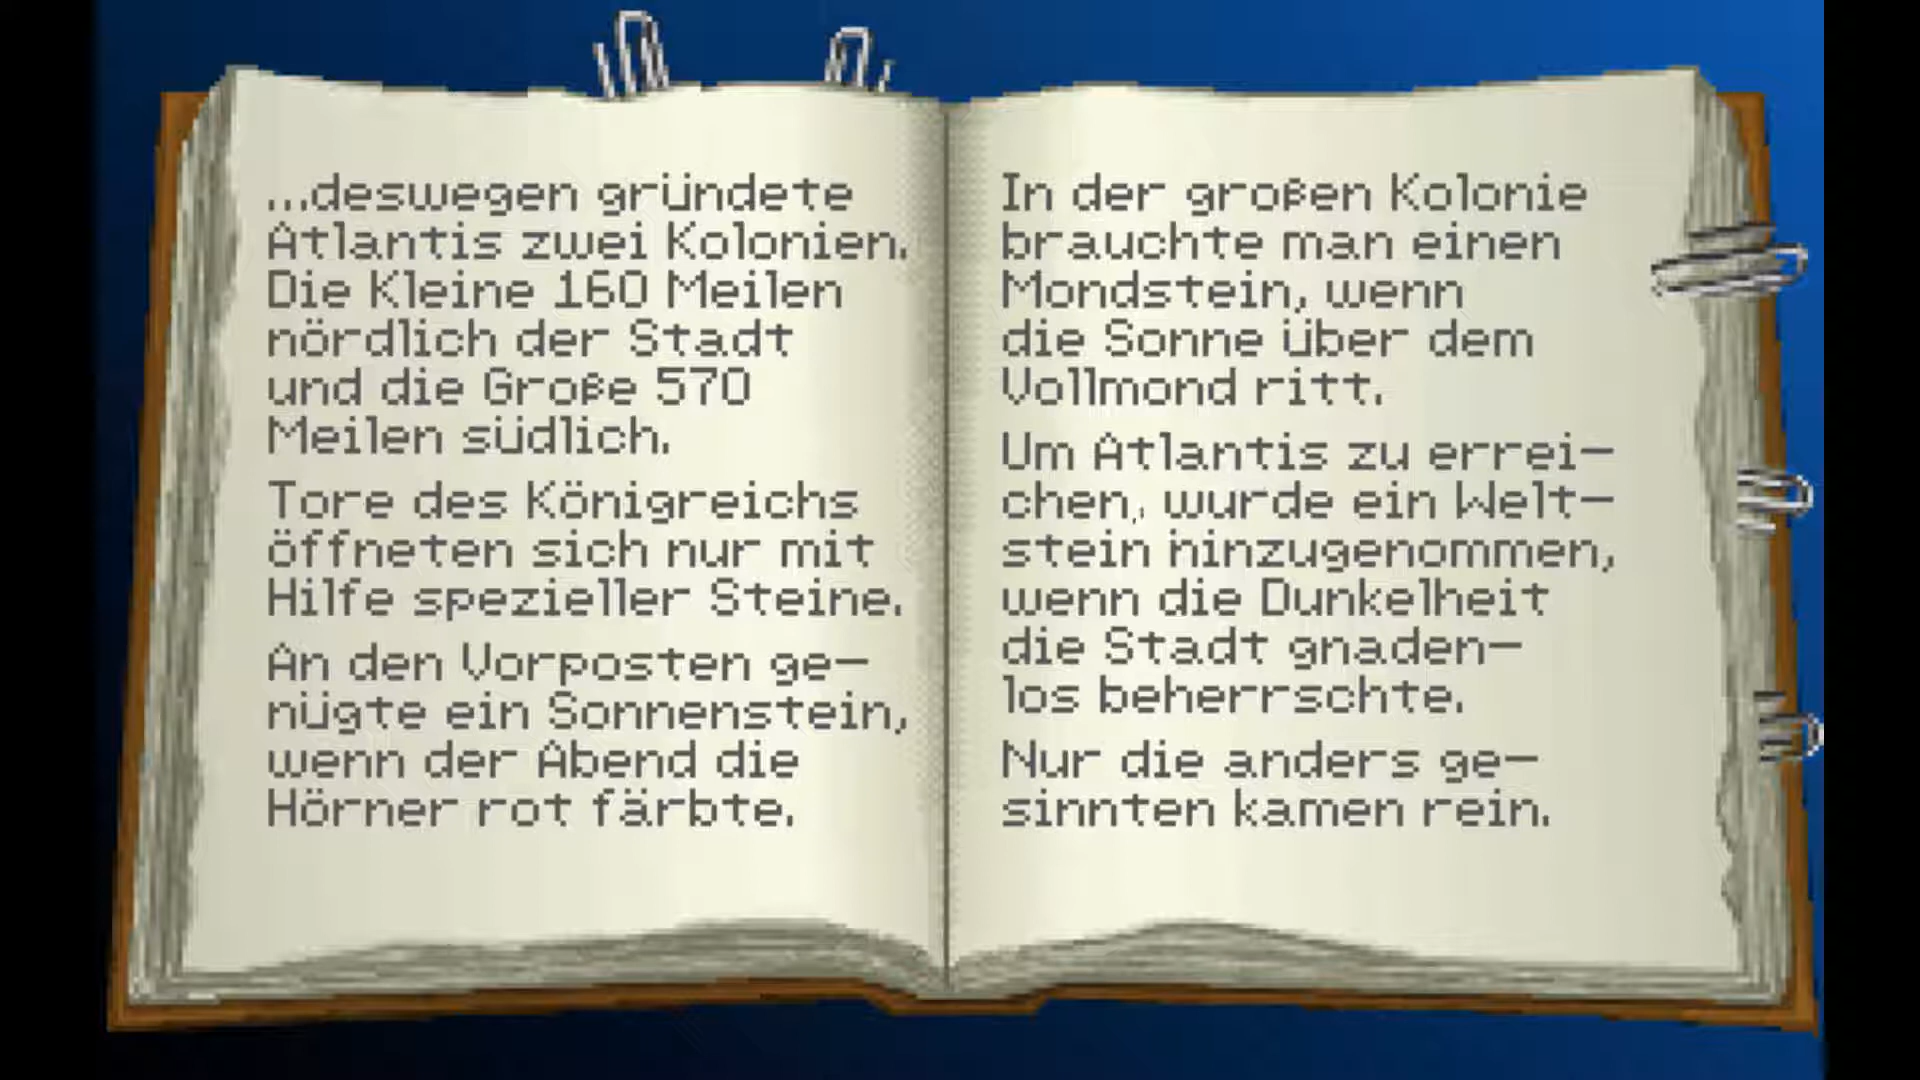 ...deswegen gründete
Atlantis zwei Kolonien.
Die Kleine 160 Meilen
nördlich der Stadt
und die Große 570
Meilen südlich.
Tore des Königreichs
öffneten sich nur mit
Hilfe spezieller Steine.
An den Vorposten ge-
nügte ein Sonnenstein,
wenn der Abend die
Hörner rot färbte.
In der großen Kolonie
brauchte man einen
Mondstein, wenn
die Sonne über dem
Vollmond ritt.
Um Atlantis zu errei-
chen, wurde ein Welt-
stein hinzugenommen,
wenn die Dunkelheit
die Stadt gnaden-
los beherrschte.
Nur die anders ge-
sinnten kamen rein.